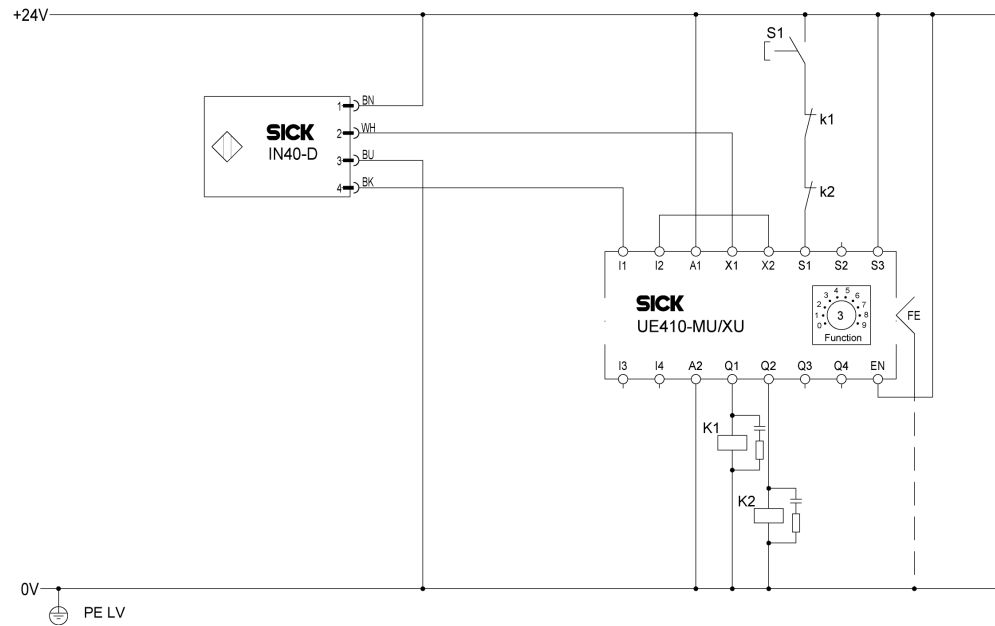 +24V
S1
1 BN
SICK
2 WH
k1
IN40-D
3 BU
4 BK
k2
I1 I2 A1 X1 X2 S1 S2 S3
SICK
UE410-MU/XU
0 1 2 3 4 5 6 7 8 9
3
Function
FE
I3 I4 A2 Q1 Q2 Q3 Q4 EN
K1
K2
0V
PE LV